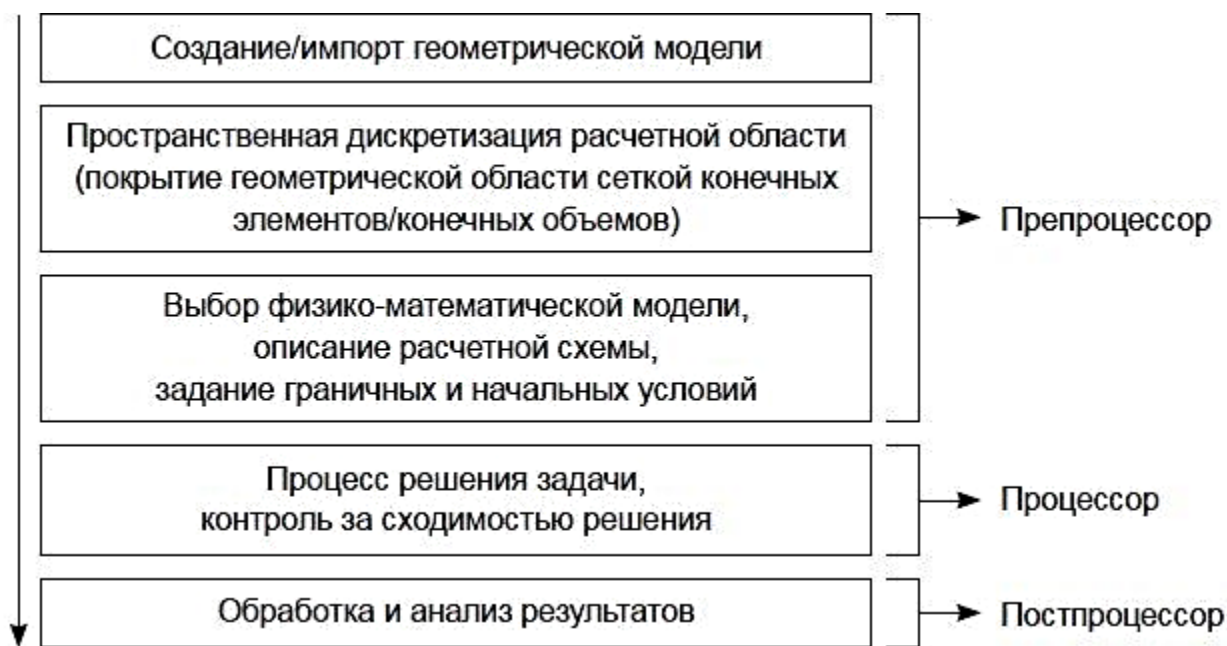 Создание/импорт геометрической модели
Пространственная дискретизация расчетной области
(покрытие геометрической области сеткой конечных
элементов/конечных объемов)
Препроцессор
Выбор физико-математической модели,
описание расчетной схемы,
задание граничных и начальных условий
Процесс решения задачи,
контроль за сходимостью решения
Процессор
Обработка и анализ результатов
Постпроцессор